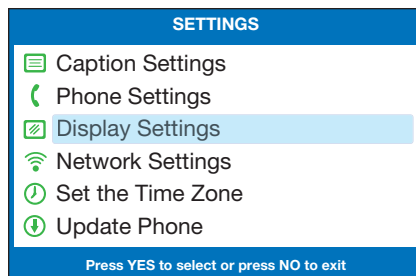 SETTINGS
Caption Settings
Phone Settings
Display Settings
Network Settings
Set the Time Zone
Update Phone
Press YES to select or press NO to exit